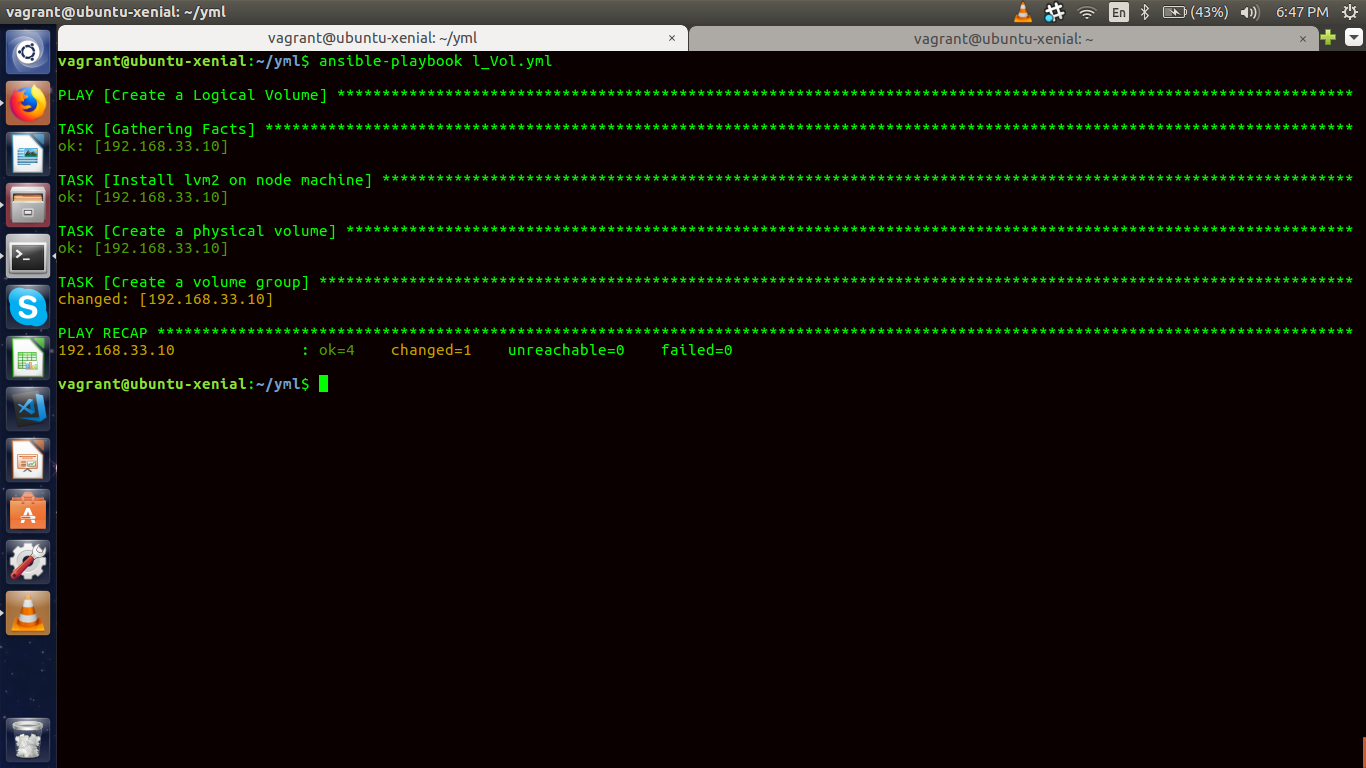 vagrant@ubuntu-xenial: ~/yml
En
(43%)
6:47 PM
vagrant@ubuntu-xenial: ~/yml ×
vagrant@ubuntu-xenial: ~ ×
vagrant@ubuntu-xenial:~/yml$ ansible-playbook l_Vol.yml
PLAY [Create a Logical Volume] *****************************************************************************************************************
TASK [Gathering Facts] *************************************************************************************************************************
ok: [192.168.33.10]
TASK [Install lvm2 on node machine] ************************************************************************************************************
ok: [192.168.33.10]
TASK [Create a physical volume] ****************************************************************************************************************
ok: [192.168.33.10]
TASK [Create a volume group] *******************************************************************************************************************
changed: [192.168.33.10]
PLAY RECAP *************************************************************************************************************************************
192.168.33.10              : ok=4    changed=1    unreachable=0    failed=0
vagrant@ubuntu-xenial:~/yml$